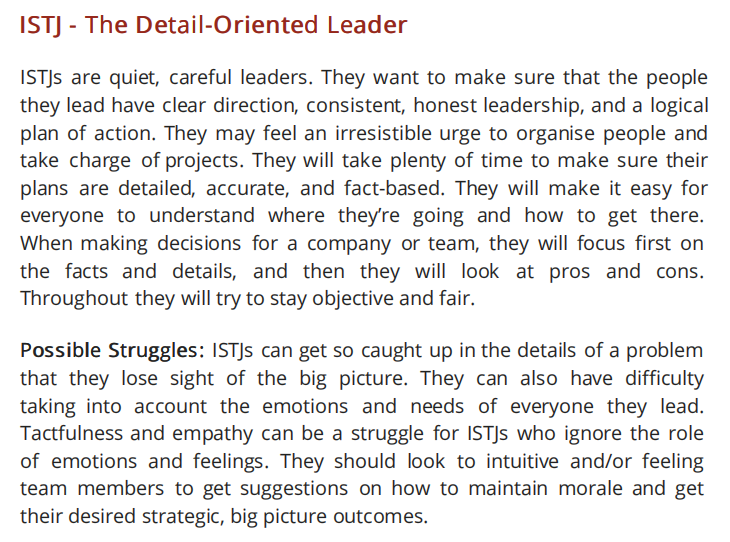 ISTJ - The Detail-Oriented Leader
ISTJs are quiet, careful leaders. They want to make sure that the people
they lead have clear direction, consistent, honest leadership, and a logical
plan of action. They may feel an irresistible urge to organise people and
take charge of projects. They will take plenty of time to make sure their
plans are detailed, accurate, and fact-based. They will make it easy for
everyone to understand where they’re going and how to get there.
When making decisions for a company or team, they will focus first on
the facts and details, and then they will look at pros and cons.
Throughout they will try to stay objective and fair.
Possible Struggles: ISTJs can get so caught up in the details of a problem
that they lose sight of the big picture. They can also have difficulty
taking into account the emotions and needs of everyone they lead.
Tactfulness and empathy can be a struggle for ISTJs who ignore the role
of emotions and feelings. They should look to intuitive and/or feeling
team members to get suggestions on how to maintain morale and get
their desired strategic, big picture outcomes.